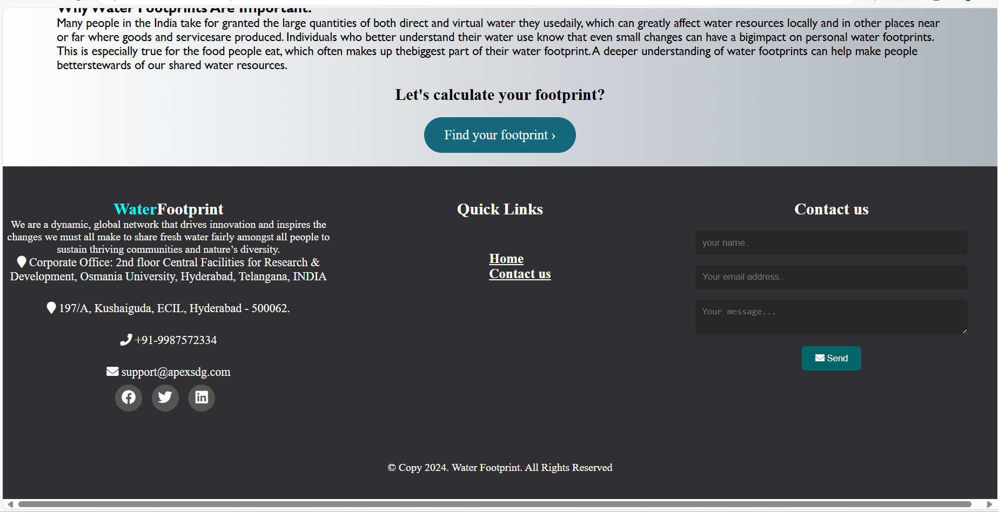 Why Water Footprints Are Important?
Many people in the India take for granted the large quantities of both direct and virtual water they usedaily, which can greatly affect water resources locally and in other places near
or far where goods and servicesare produced. Individuals who better understand their water use know that even small changes can have a bigimpact on personal water footprints.
This is especially true for the food people eat, which often makes up thebiggest part of their water footprint. A deeper understanding of water footprints can help make people
betterstewards of our shared water resources.
Let's calculate your footprint?
Find your footprint ›
WaterFootprint
We are a dynamic, global network that drives innovation and inspires the
changes we must all make to share fresh water fairly amongst all people to
sustain thriving communities and nature’s diversity.
Corporate Office: 2nd floor Central Facilities for Research &
Development, Osmania University, Hyderabad, Telangana, INDIA
197/A, Kushaiguda, ECIL, Hyderabad - 500062.
+91-9987572334
support@apexsdg.com
Quick Links
Home
Contact us
Contact us
your name..
Your email address..
Your message...
Send
© Copy 2024. Water Footprint. All Rights Reserved